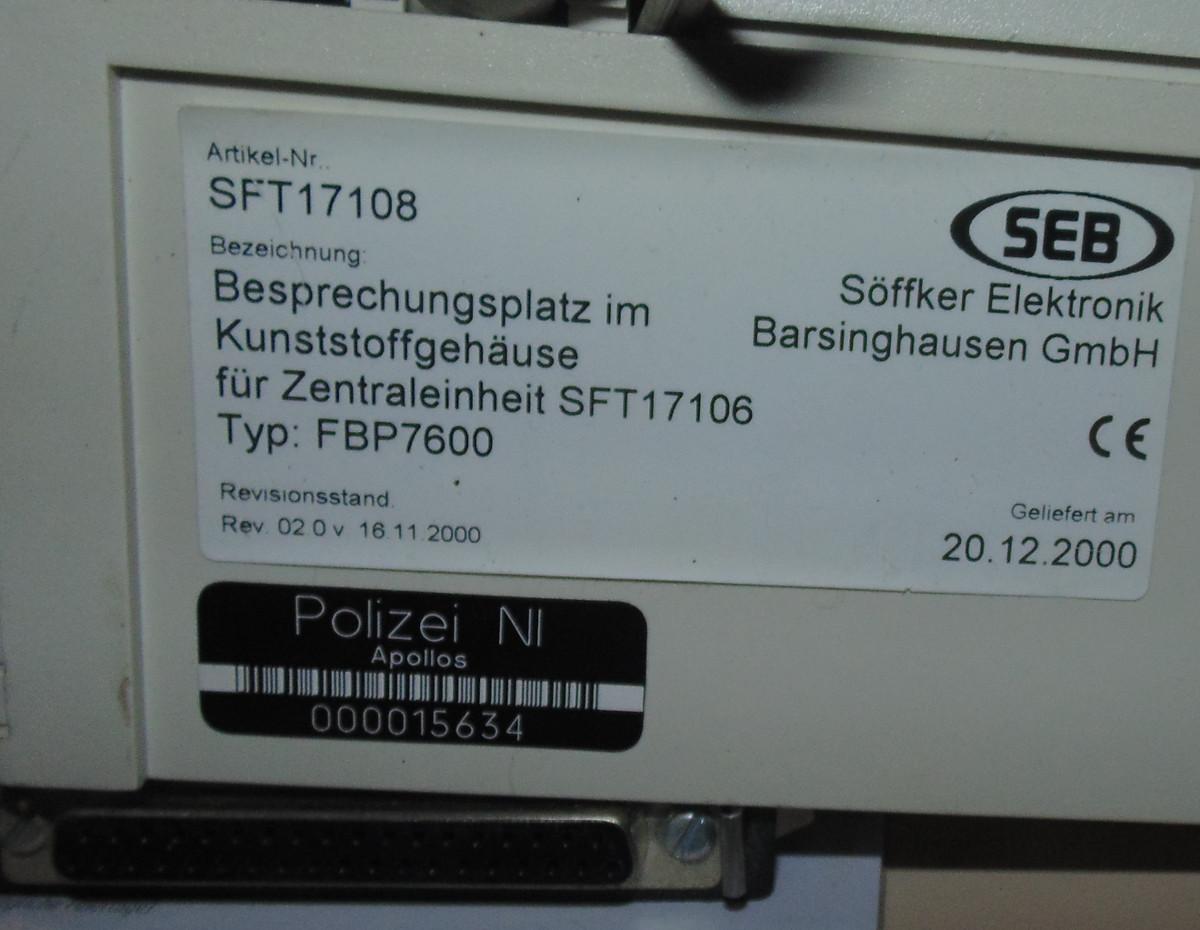 Artikel-Nr..
SFT17108
Bezeichnung:
Besprechungsplatz im
Kunststoffgehäuse
für Zentraleinheit SFT17106
Typ: FBP7600
Revisionsstand.
Rev. 02.0 v 16.11.2000
SEB
Söffker Elektronik
Barsinghausen GmbH
CE
Geliefert am
20.12.2000
Polizei NI
Apollos
000015634